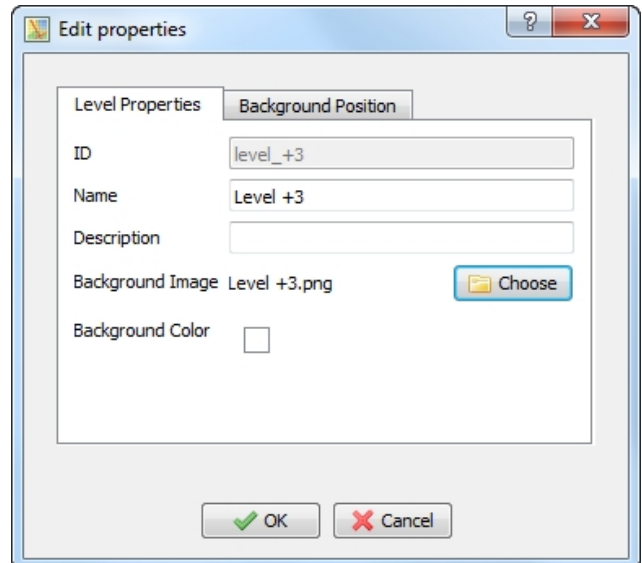 Edit properties
?
Level Properties
Background Position
ID level_+3
Name Level +3
Description
Background Image Level +3.png Choose
Background Color
OK Cancel